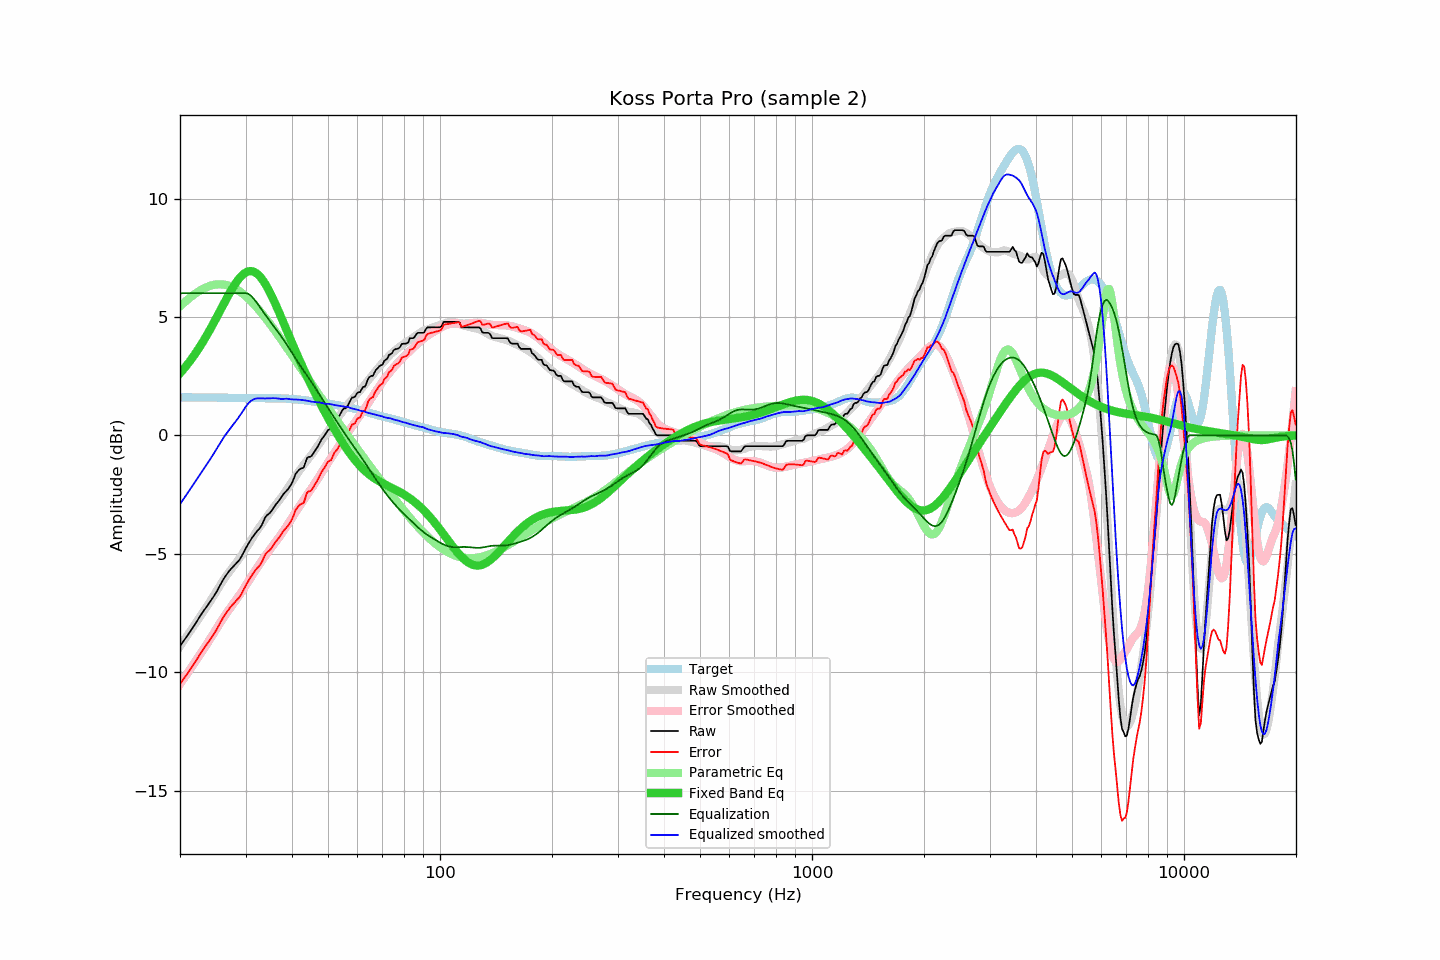 Koss Porta Pro (sample 2)
Amplitude (dBr)
10
5
0
−5
−10
−15
Target
Raw Smoothed
Error Smoothed
Raw
Error
Parametric Eq
Fixed Band Eq
Equalization
Equalized smoothed
100 1000 10000
Frequency (Hz)